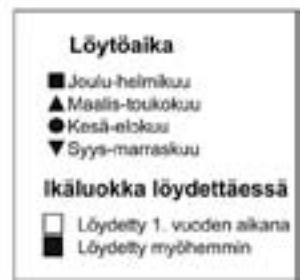 Löytöaika
Joulu-helmikuu
Maalis-toukokuu
Kesä-elokuu
Syys-marraskuu
Ikäluokka löydettäessä
Löydetty 1. vuoden aikana
Löydetty myöhemmin